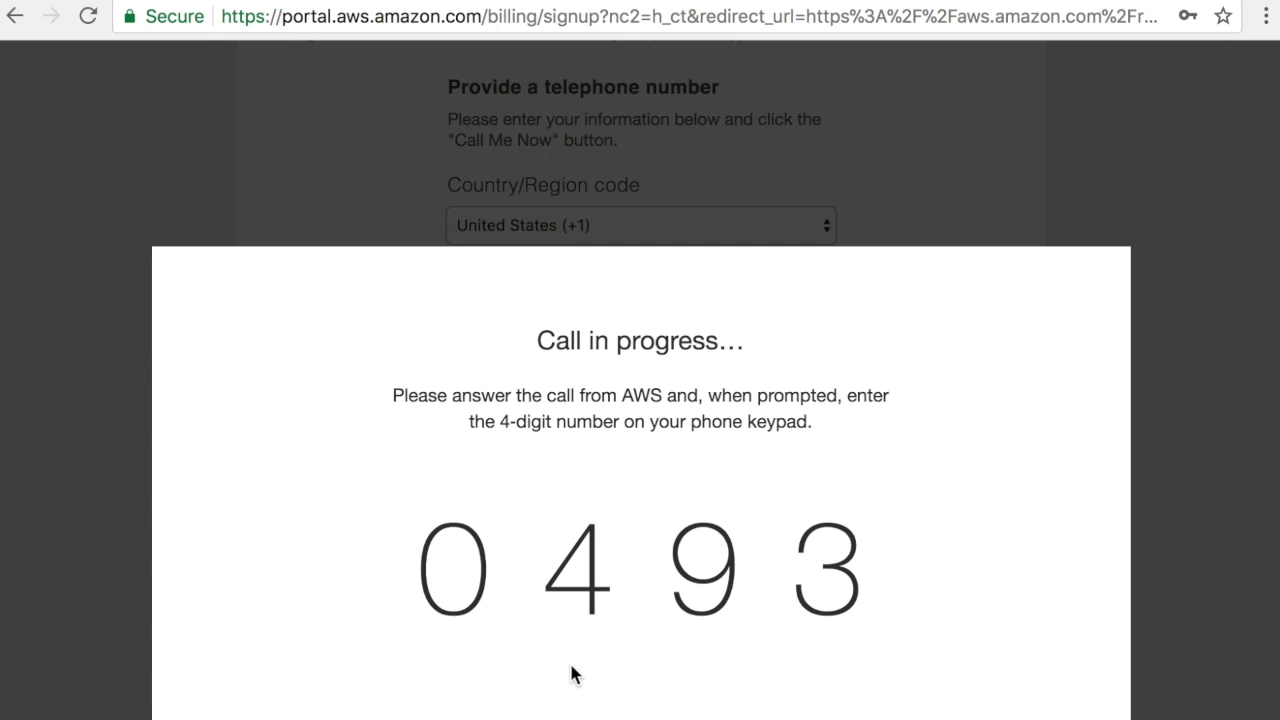 Secure https://portal.aws.amazon.com/billing/signup?nc2=h_ct&redirect_url=https%3A%2F%2Faws.amazon.com%2Fr...
Provide a telephone number
Please enter your information below and click the
"Call Me Now" button.
Country/Region code
United States (+1)
Call in progress...
Please answer the call from AWS and, when prompted, enter
the 4-digit number on your phone keypad.
0 4 9 3